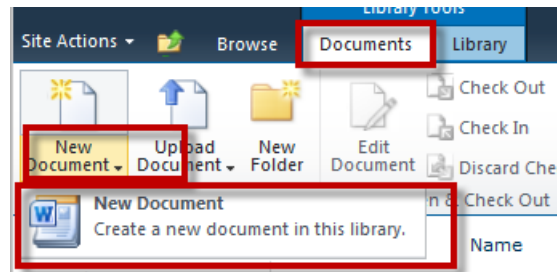 Library Tools
Site Actions Browse Documents Library
New Document
Upload Document
New Folder
Edit Document
Check Out
Check In
Discard Che
New Document
Create a new document in this library.
n & Check Out
Name